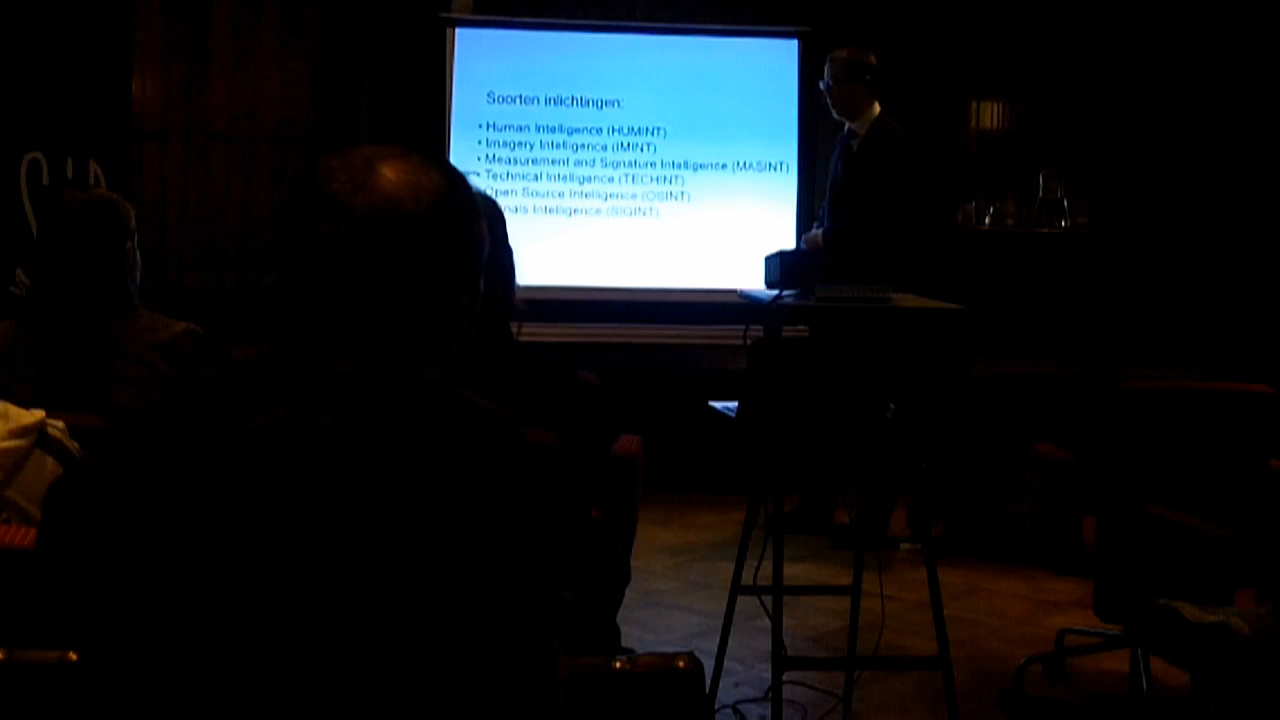 Soorten inlichtingen:
• Human Intelligence (HUMINT)
• Imagery Intelligence (IMINT)
• Measurement and Signature Intelligence (MASINT)
Technical Intelligence (TECHINT)
Open Source Intelligence (OSINT)
Intelligence (SIGINT)